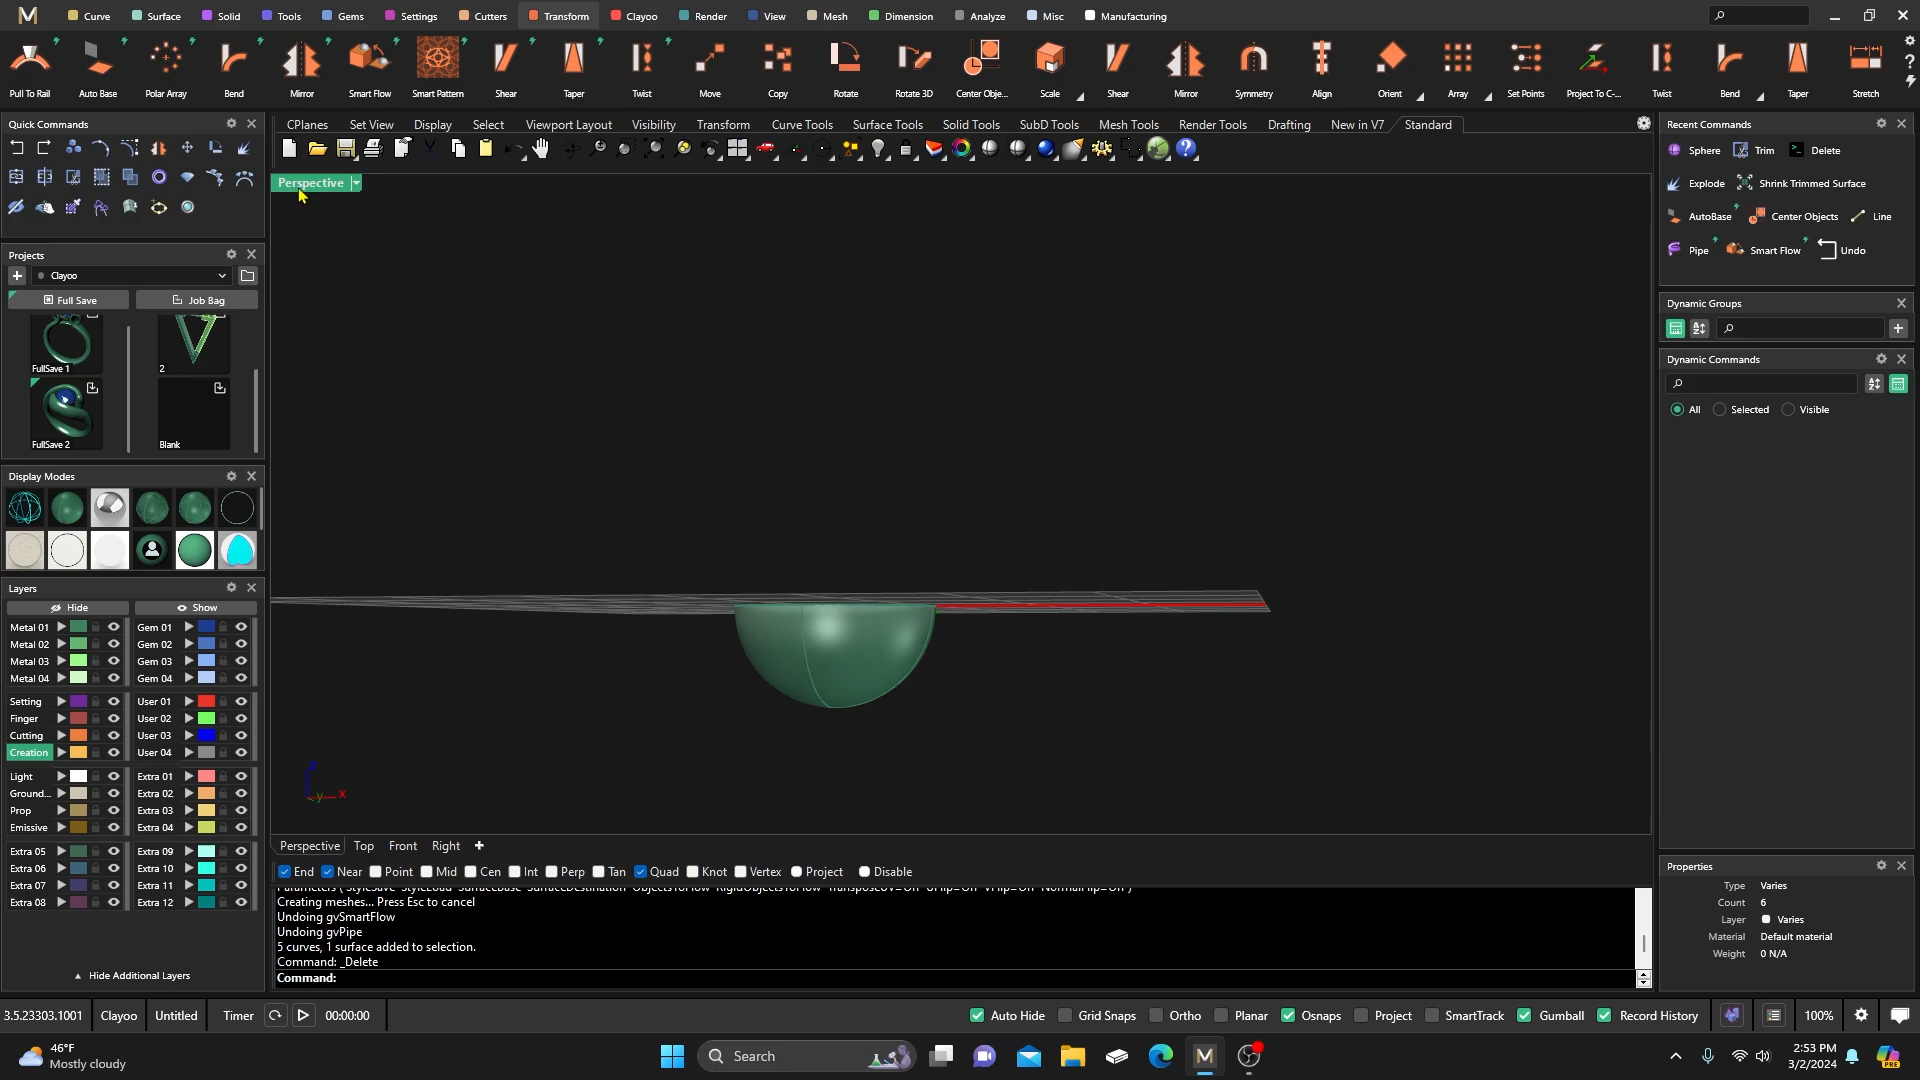 Curve Surface Solid Tools Gems Settings Cutters Transform Clayoo Render View Mesh Dimension Analyze Misc Manufacturing
Pull To Rail Auto Base Polar Array Bend Mirror Smart Flow Smart Pattern Shear Taper Twist Move Copy Rotate Rotate 3D Center Obje... Scale Shear Mirror Symmetry Align Orient Array Set Points Project To C-... Twist Bend Taper Stretch
Quick Commands
CPlanes Set View Display Select Viewport Layout Visibility Transform Curve Tools Surface Tools Solid Tools SubD Tools Mesh Tools Render Tools Drafting New in V7 Standard
Perspective
Projects
Clayoo
Full Save Job Bag
FullSave 1 2
FullSave 2 Blank
Display Modes
Layers
Hide Show
Metal 01 Gem 01
Metal 02 Gem 02
Metal 03 Gem 03
Metal 04 Gem 04
Setting User 01
Finger User 02
Cutting User 03
Creation User 04
Light Extra 01
Ground... Extra 02
Prop Extra 03
Emissive Extra 04
Extra 05 Extra 09
Extra 06 Extra 10
Extra 07 Extra 11
Extra 08 Extra 12
Hide Additional Layers
y x
Perspective Top Front Right
End Near Point Mid Cen Int Perp Tan Quad Knot Vertex Project Disable
Creating meshes... Press Esc to cancel
Undoing gvSmartFlow
Undoing gvPipe
5 curves, 1 surface added to selection.
Command: _Delete
Command:
Recent Commands
Sphere Trim Delete
Explode Shrink Trimmed Surface
AutoBase Center Objects Line
Pipe Smart Flow Undo
Dynamic Groups
Dynamic Commands
All Selected Visible
Properties
Type Varies
Count 6
Layer Varies
Material Default material
Weight 0 N/A
3.5.23303.1001 Clayoo Untitled Timer 00:00:00 Auto Hide Grid Snaps Ortho Planar Osnaps Project SmartTrack Gumball Record History 100%
46°F
Mostly cloudy
Search
2:53 PM
3/2/2024
PRE